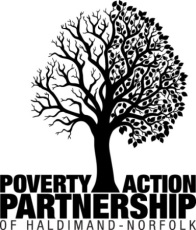 POVERTY ACTION
PARTNERSHIP
OF HALDIMAND-NORFOLK